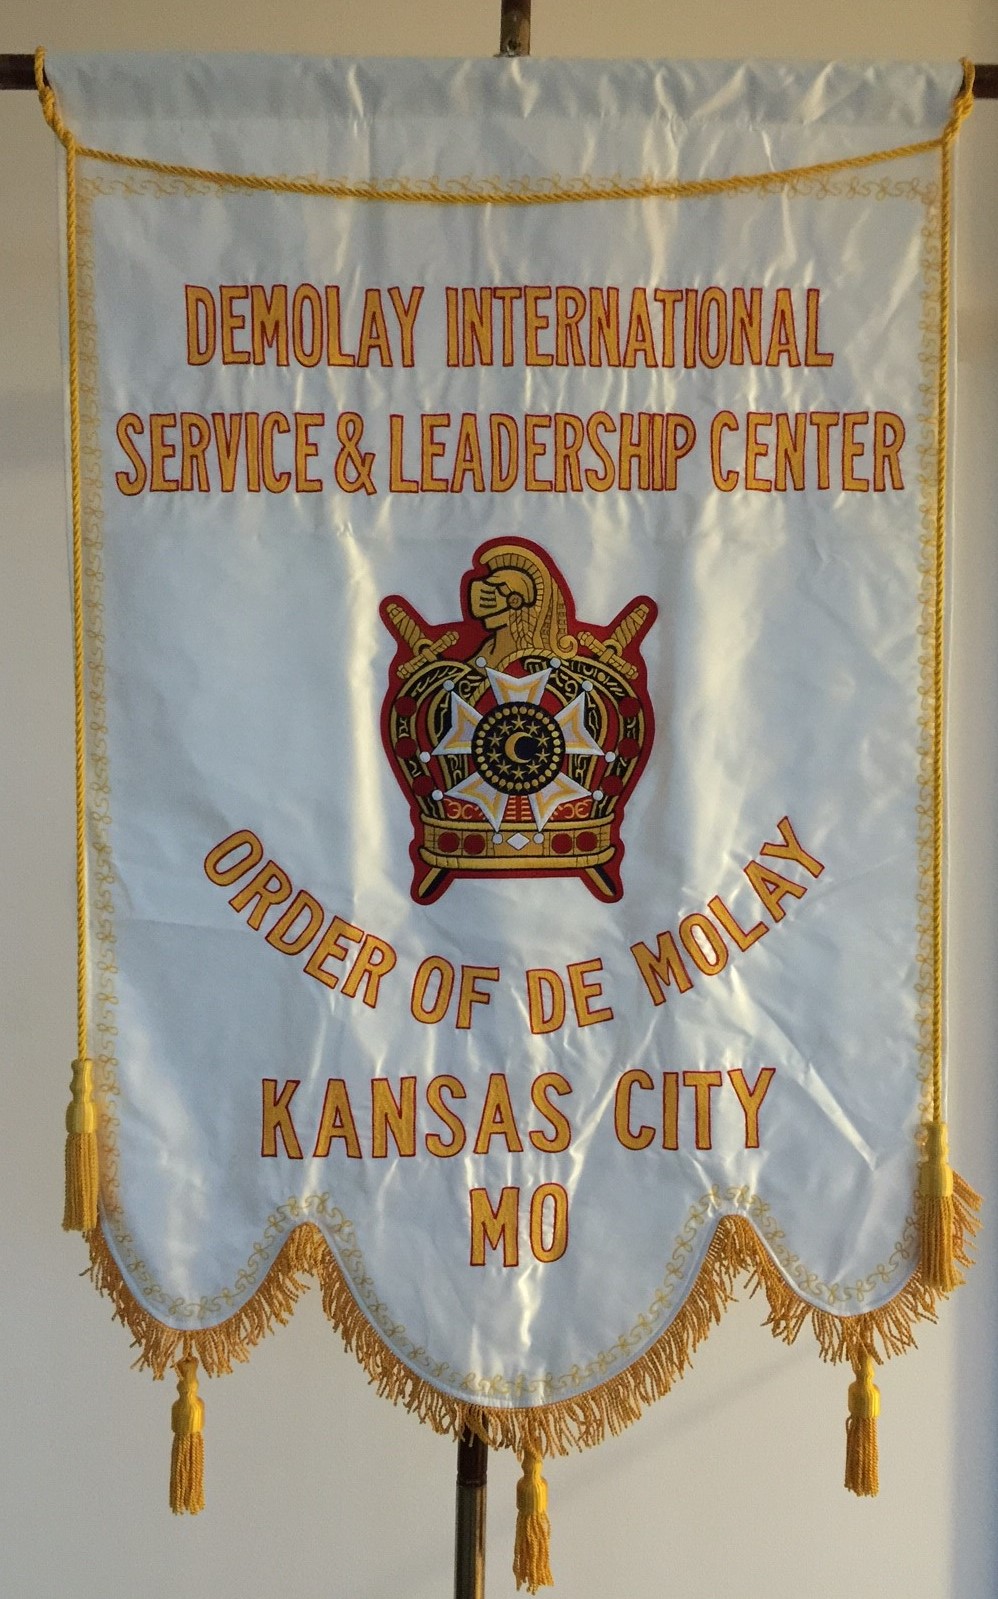 DEMOLAY INTERNATIONAL
SERVICE & LEADERSHIP CENTER
ORDER OF DE MOLAY
KANSAS CITY
MO